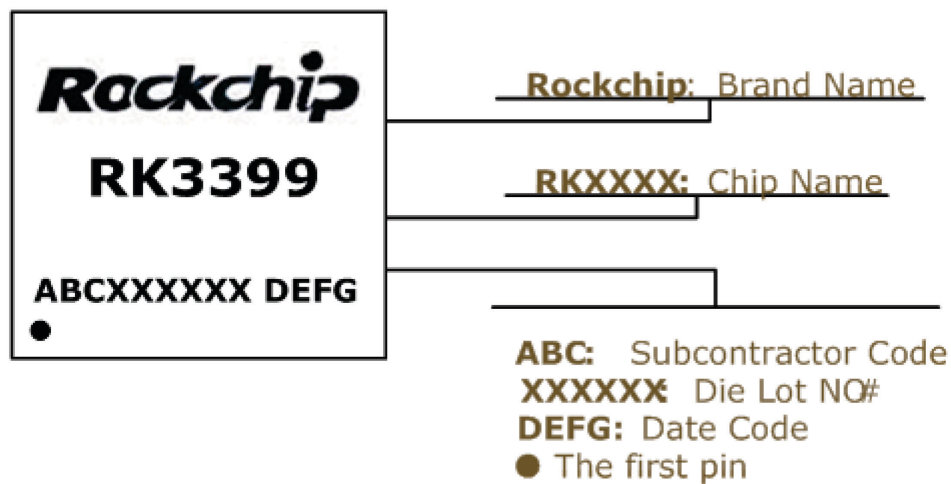 Rockchip
RK3399
ABCXXXXXX DEFG
Rockchip: Brand Name
RKXXXX: Chip Name
ABC: Subcontractor Code
XXXXXX: Die Lot NO#
DEFG: Date Code
● The first pin